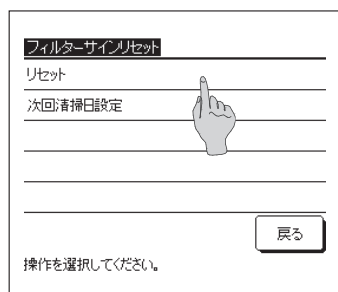 フィルターサインリセット
リセット
次回清掃日設定
戻る
操作を選択してください。